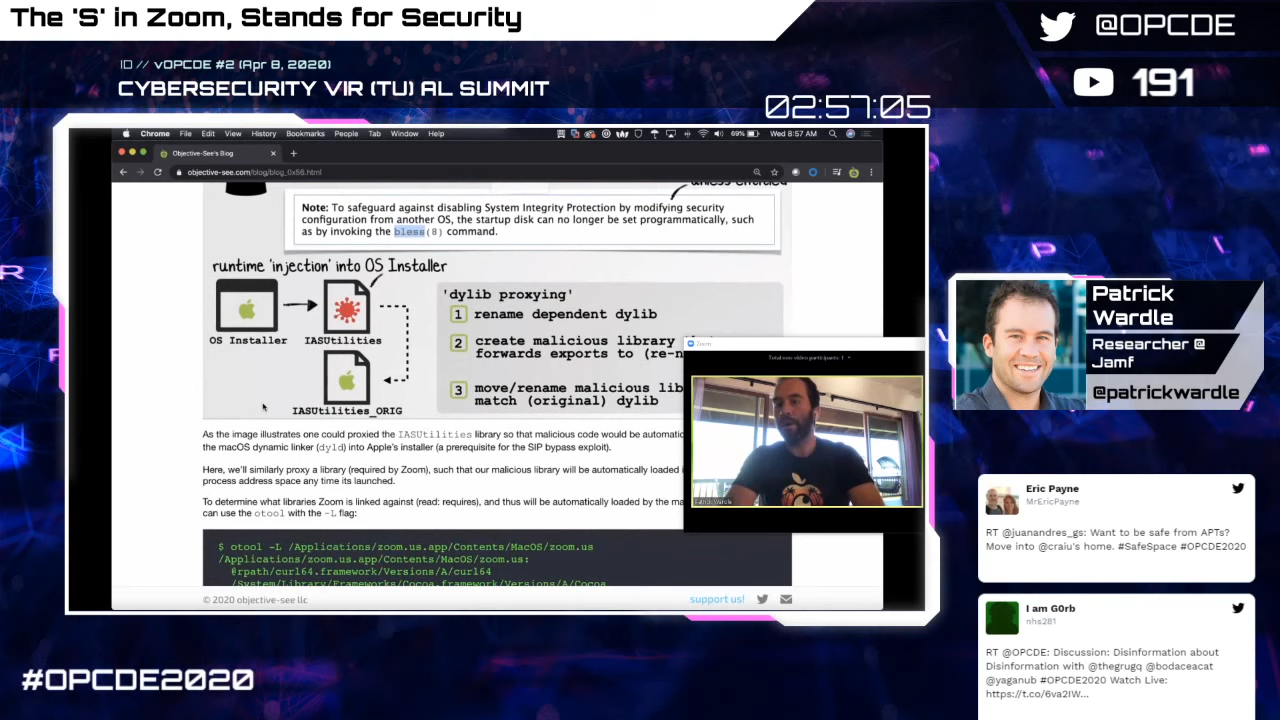 The 'S' in Zoom, Stands for Security
@OPCDE
ID // vOPCDE #2 (Apr 8, 2020)
CYBERSECURITY VIR (TU) AL SUMMIT
191
02:57:05
Chrome File Edit View History Bookmarks People Tab Window Help
69% Wed 8:57 AM
Objective-See's Blog
objective-see.com/blog/blog_0x56.html
Note: To safeguard against disabling System Integrity Protection by modifying security
configuration from another OS, the startup disk can no longer be set programmatically, such
as by invoking the bless(8) command.
runtime 'injection' into OS Installer
OS Installer
IASUtilities
IASUtilities_ORIG
'dylib proxying'
1 rename dependent dylib
2 create malicious library
forwards exports to (re-n
3 move/rename malicious lib
match (original) dylib
Zoom
Patrick Wardle
As the image illustrates one could proxied the IASUtilities library so that malicious code would be automatic
the macOS dynamic linker (dyld) into Apple's installer (a prerequisite for the SIP bypass exploit).
Here, we'll similarly proxy a library (required by Zoom), such that our malicious library will be automatically loaded
process address space any time its launched.
To determine what libraries Zoom is linked against (read: requires), and thus will be automatically loaded by the ma
can use the otool with the -L flag:
$ otool -L /Applications/zoom.us.app/Contents/MacOS/zoom.us
/Applications/zoom.us.app/Contents/MacOS/zoom.us:
@rpath/curl64.framework/Versions/A/curl64
/System/Library/Frameworks/Cocoa.framework/Versions/A/Cocoa
© 2020 objective-see llc
support us!
Patrick
Wardle
Researcher @
Jamf
@patrickwardle
Eric Payne
MrEricPayne
RT @juanandres_gs: Want to be safe from APTs?
Move into @craiu's home. #SafeSpace #OPCDE2020
I am G0rb
nhs281
RT @OPCDE: Discussion: Disinformation about
Disinformation with @thegrugq @bodaceacat
@yaganub #OPCDE2020 Watch Live:
https://t.co/6va2IW...
#OPCDE2020